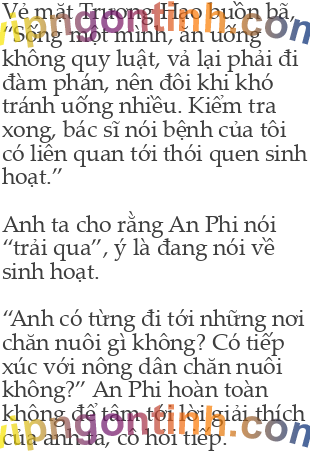 Vẻ mặt Trương Hạo buồn bã,
“Sống một mình, ăn uống
không quy luật, vả lại phải đi
đàm phán, nên đôi khi khó
tránh uống nhiều. Kiểm tra
xong, bác sĩ nói bệnh của tôi
có liên quan tới thói quen sinh
hoạt.”
Anh ta cho rằng An Phi nói
“trải qua”, ý là đang nói về
sinh hoạt.
“Anh có từng đi tới những nơi
chăn nuôi gì không? Có tiếp
xúc với nông dân chăn nuôi
không?” An Phi hoàn toàn
không để tâm tới lời giải thích
của anh ta, cô hỏi tiếp.
vipngontinh.com
vipngontinh.com